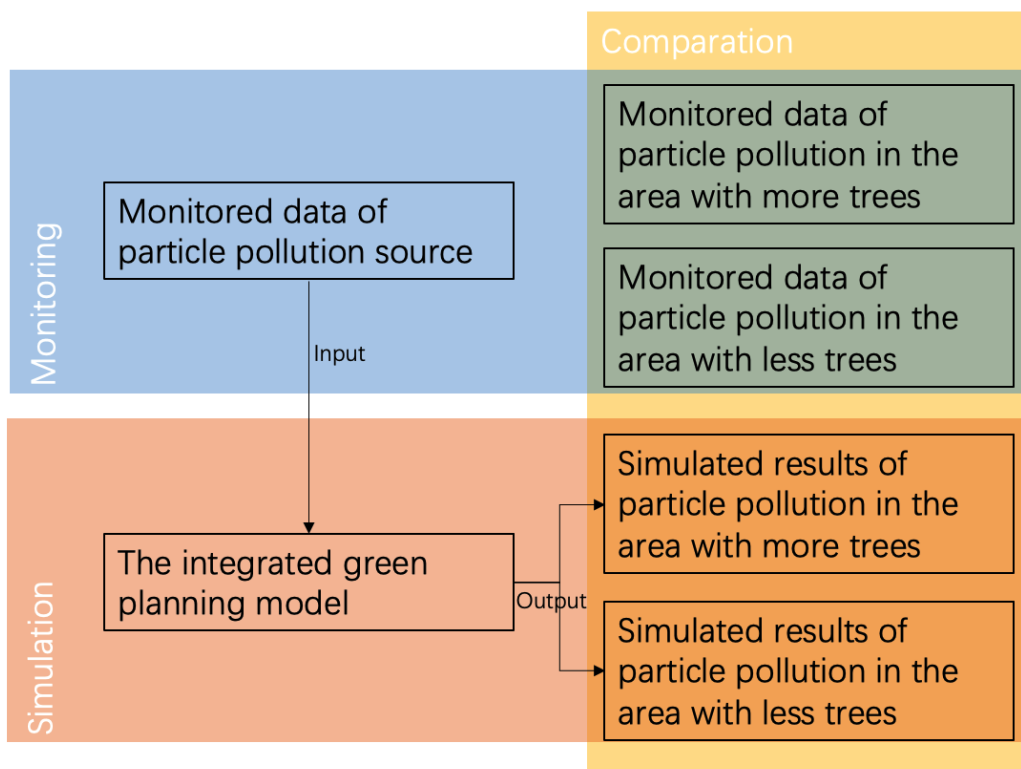 Comparation
Monitoring
Monitored data of
particle pollution source
Monitored data of
particle pollution in the
area with more trees
Monitored data of
particle pollution in the
area with less trees
Input
Simulation
The integrated green
planning model
Output
Simulated results of
particle pollution in the
area with more trees
Simulated results of
particle pollution in the
area with less trees